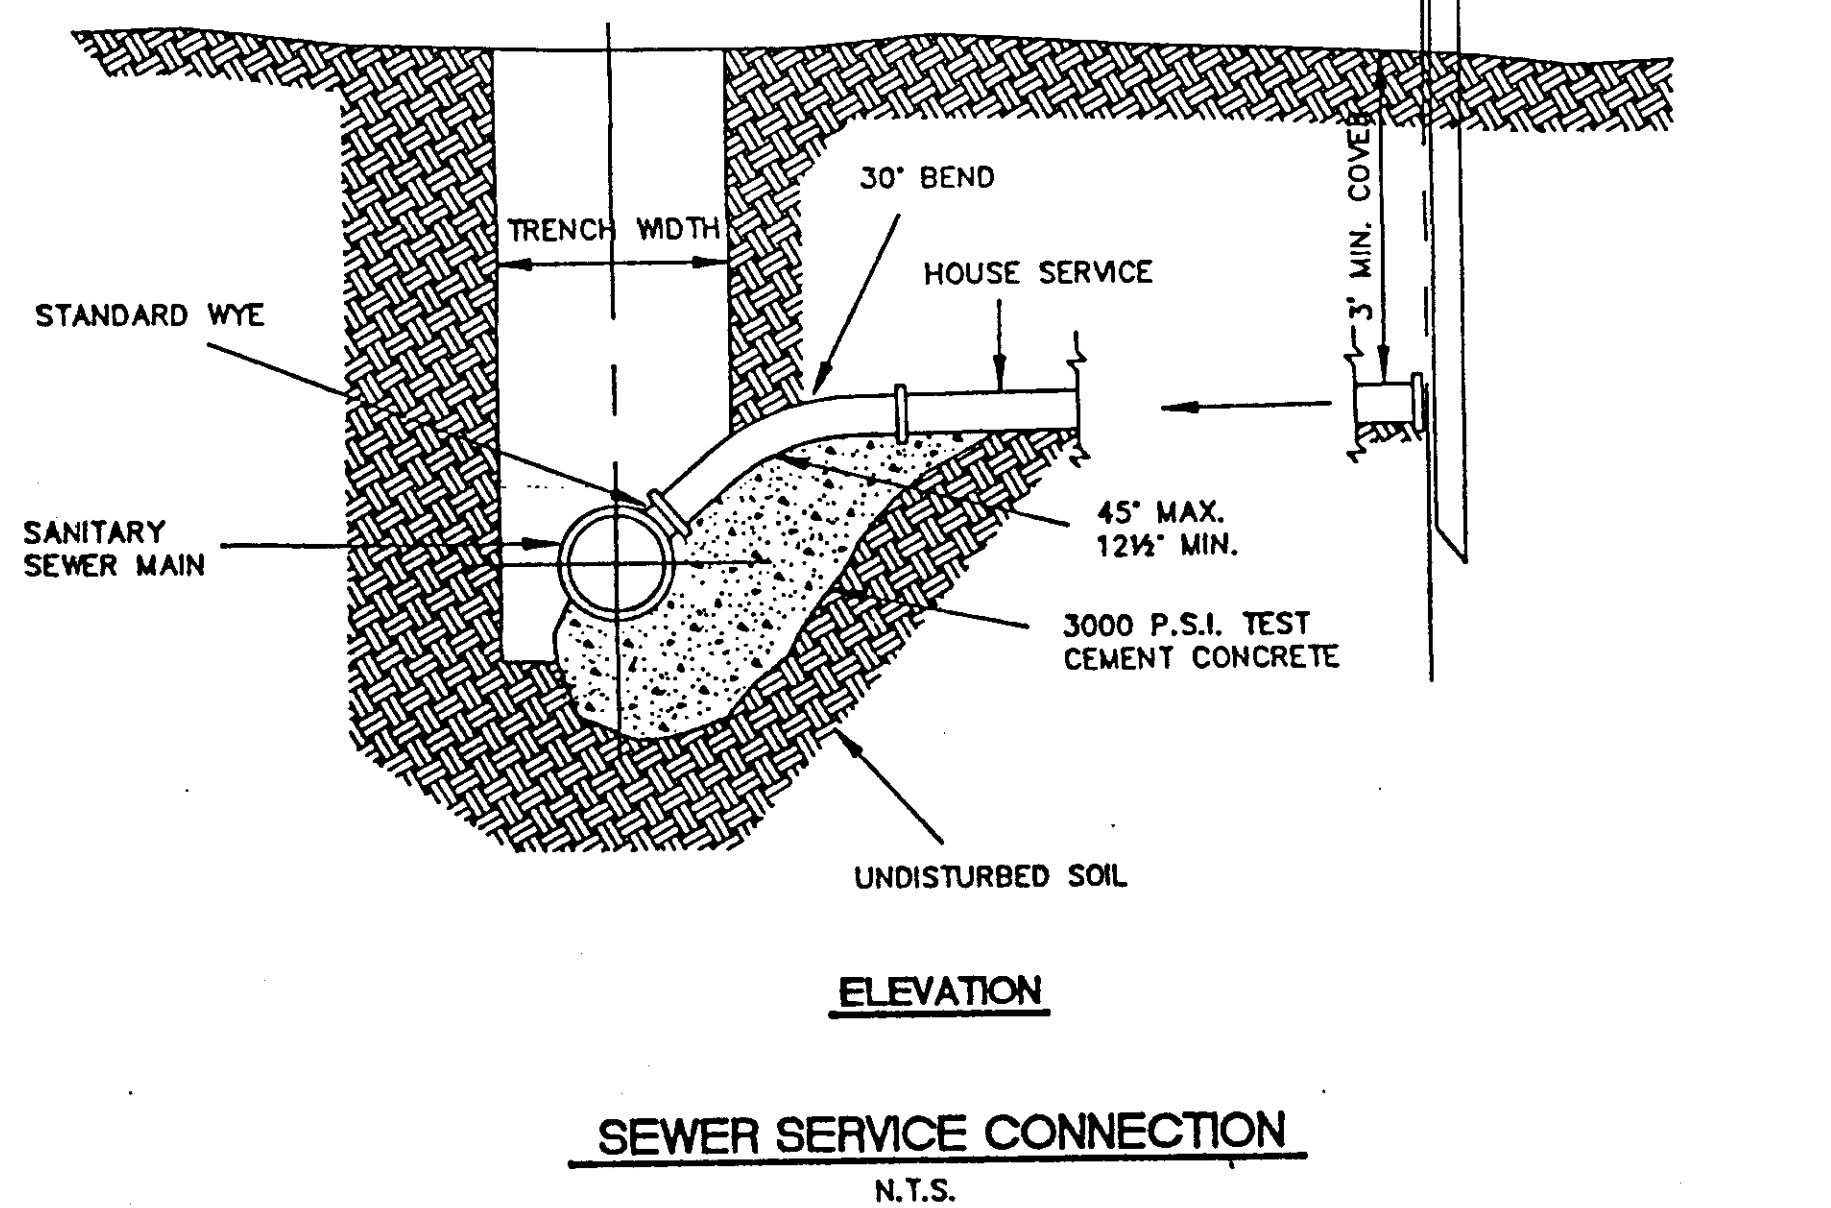 30° BEND
TRENCH WIDTH
HOUSE SERVICE
3' MIN. COVER
STANDARD WYE
SANITARY
SEWER MAIN
45° MAX.
12½° MIN.
3000 P.S.I. TEST
CEMENT CONCRETE
UNDISTURBED SOIL
ELEVATION
SEWER SERVICE CONNECTION
N.T.S.